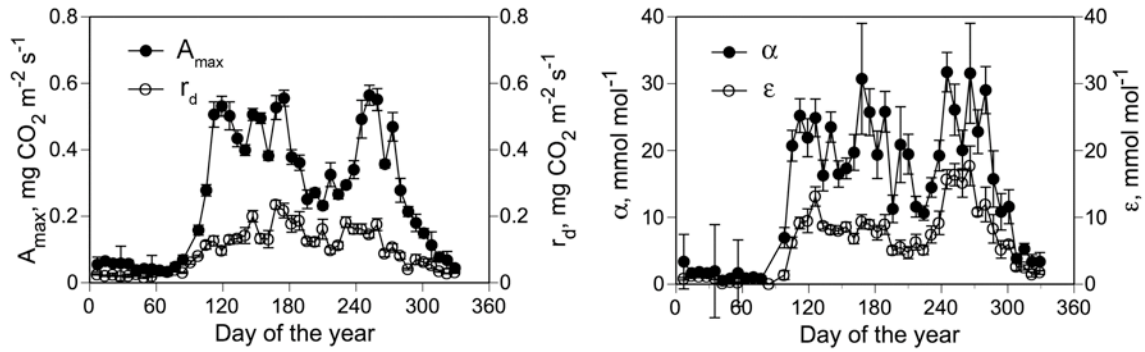 0.8
0.6
0.4
0.2
0
A_max, mg CO₂ m⁻² s⁻¹
A_max
r_d
0.8
0.6
0.4
0.2
0
r_d, mg CO₂ m⁻² s⁻¹
0 60 120 180 240 300 360
Day of the year
40
30
20
10
0
α, mmol mol⁻¹
α
ε
40
30
20
10
0
ε, mmol mol⁻¹
0 60 120 180 240 300 360
Day of the year